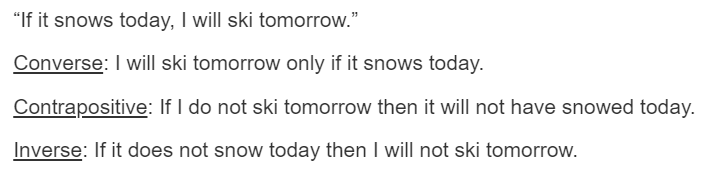 “If it snows today, I will ski tomorrow.”
Converse: I will ski tomorrow only if it snows today.
Contrapositive: If I do not ski tomorrow then it will not have snowed today.
Inverse: If it does not snow today then I will not ski tomorrow.